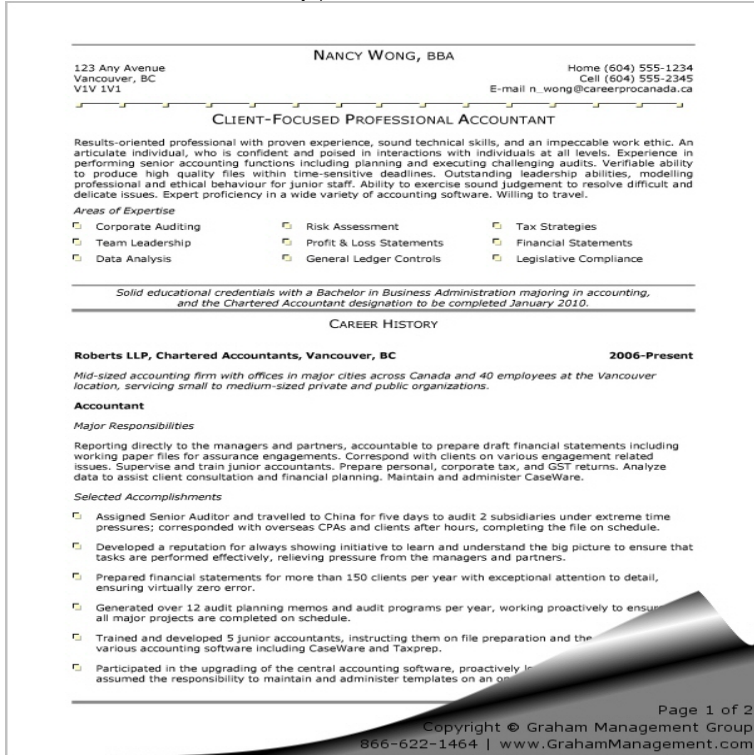 NANCY WONG, BBA
123 Any Avenue
Vancouver, BC
V1V 1V1
Home (604) 555-1234
Cell (604) 555-2345
E-mail n_wong@careerprocanada.ca
CLIENT-FOCUSED PROFESSIONAL ACCOUNTANT
Results-oriented professional with proven experience, sound technical skills, and an impeccable work ethic. An
articulate individual, who is confident and poised in interactions with individuals at all levels. Experience in
performing senior accounting functions including planning and executing challenging audits. Verifiable ability
to produce high quality files within time-sensitive deadlines. Outstanding leadership abilities, modelling
professional and ethical behaviour for junior staff. Ability to exercise sound judgement to resolve difficult and
delicate issues. Expert proficiency in a wide variety of accounting software. Willing to travel.
Areas of Expertise
Corporate Auditing Risk Assessment Tax Strategies
Team Leadership Profit & Loss Statements Financial Statements
Data Analysis General Ledger Controls Legislative Compliance
Solid educational credentials with a Bachelor in Business Administration majoring in accounting,
and the Chartered Accountant designation to be completed January 2010.
CAREER HISTORY
Roberts LLP, Chartered Accountants, Vancouver, BC 2006-Present
Mid-sized accounting firm with offices in major cities across Canada and 40 employees at the Vancouver
location, servicing small to medium-sized private and public organizations.
Accountant
Major Responsibilities
Reporting directly to the managers and partners, accountable to prepare draft financial statements including
working paper files for assurance engagements. Correspond with clients on various engagement related
issues. Supervise and train junior accountants. Prepare personal, corporate tax, and GST returns. Analyze
data to assist client consultation and financial planning. Maintain and administer CaseWare.
Selected Accomplishments
Assigned Senior Auditor and travelled to China for five days to audit 2 subsidiaries under extreme time
pressures; corresponded with overseas CPAs and clients after hours, completing the file on schedule.
Developed a reputation for always showing initiative to learn and understand the big picture to ensure that
tasks are performed effectively, relieving pressure from the managers and partners.
Prepared financial statements for more than 150 clients per year with exceptional attention to detail,
ensuring virtually zero error.
Generated over 12 audit planning memos and audit programs per year, working proactively to ensure
all major projects are completed on schedule.
Trained and developed 5 junior accountants, instructing them on file preparation and the
various accounting software including CaseWare and Taxprep.
Participated in the upgrading of the central accounting software, proactively
assumed the responsibility to maintain and administer templates on an
Page 1 of 2
Copyright © Graham Management Group
866-622-1464 | www.GrahamManagement.com